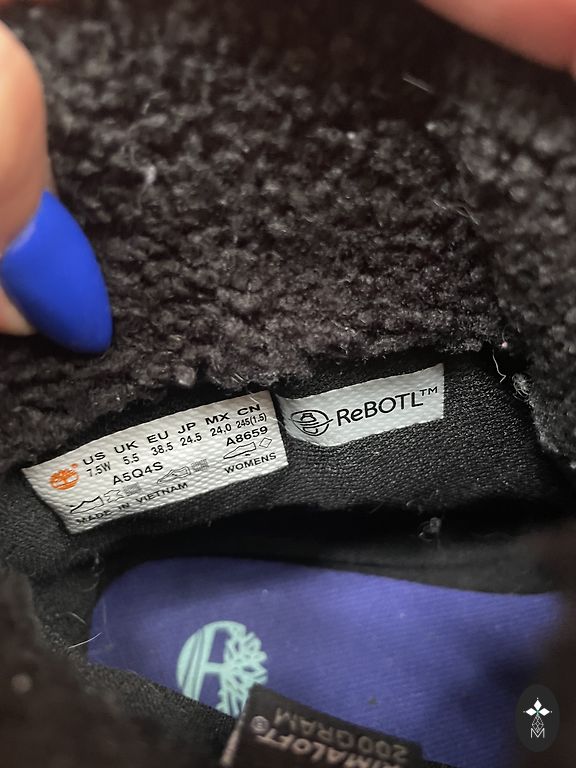 US UK EU JP MX CN
7.5W 5.5 38.5 24.5 24.0 245(1.5)
A5Q4S A8659
WOMENS
MADE IN VIETNAM
ReBOTL™
PRIMALOFT®
200 GRAM
M